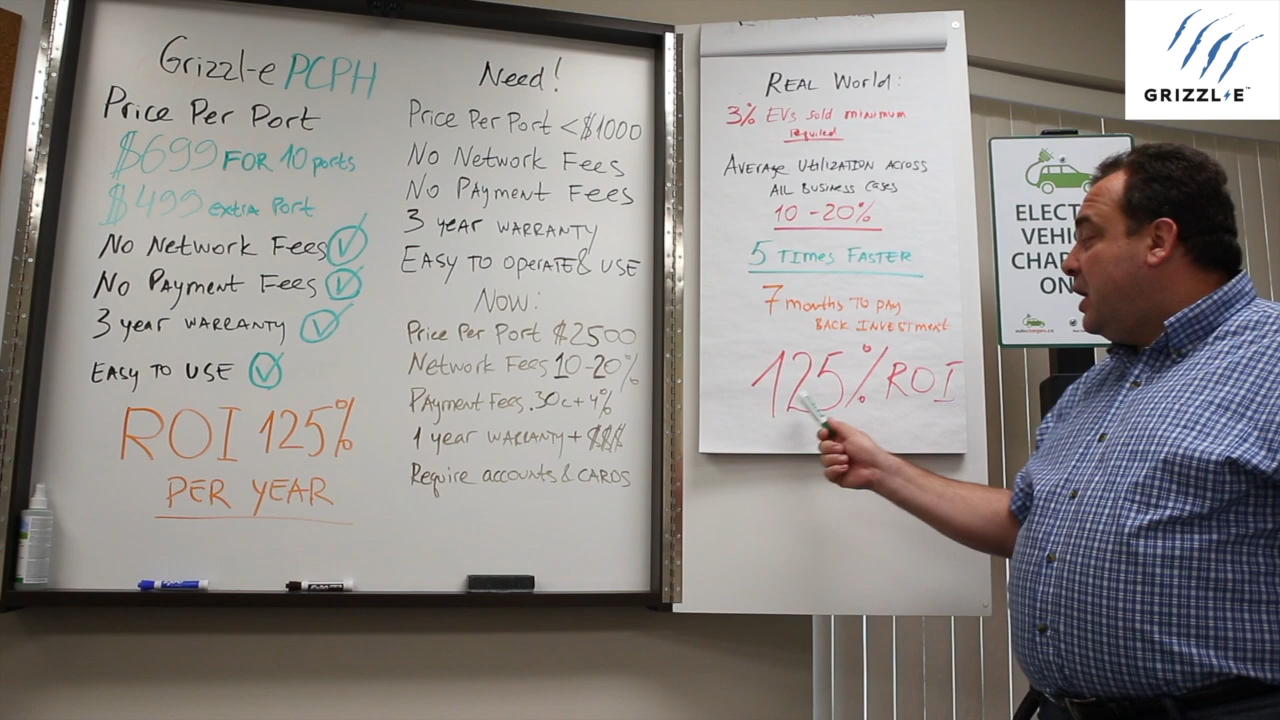 Grizzl-e PCPH
Price Per Port
$699 FOR 10 ports
$499 extra Port
No Network Fees
No Payment Fees
3 year WARRANTY
EASY TO USE
ROI 125%
PER YEAR
Need!
Price Per Port < $1000
No Network Fees
No Payment Fees
3 year WARRANTY
EASY TO operate & USE
Now:
Price Per Port $2500
Network Fees 10-20%
Payment Fees .30c + 4%
1 year WARRANTY + $$$
Require accounts & CARDS
REAL World:
3% EVs sold minimum
required
AVERAGE UTILIZATION ACROSS
ALL BUSINESS CASES
10 - 20%
5 TIMES FASTER
7 months TO PAY
BACK INVESTMENT
125% ROI
GRIZZL-E™
ELECT
VEHIC
CHAR
ON